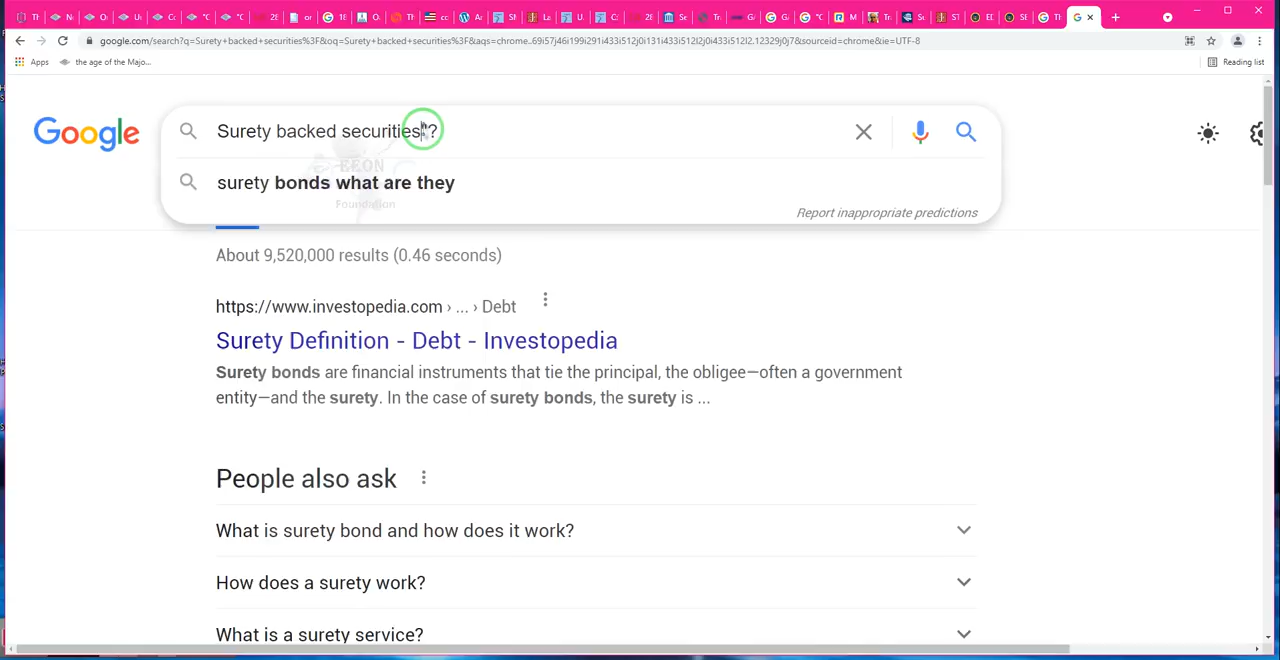 google.com/search?q=Surety+backed+securities%3F&oq=Surety+backed+securities%3F&aqs=chrome..69i57j46i199i291i433i512j0i131i433i512l2j0i433i512l2.12329j0j7&sourceid=chrome&ie=UTF-8
Apps the age of the Majo... Reading list
Google
Surety backed securities"?
EEON
surety bonds what are they
Foundation
Report inappropriate predictions
About 9,520,000 results (0.46 seconds)
https://www.investopedia.com › ... › Debt
Surety Definition - Debt - Investopedia
Surety bonds are financial instruments that tie the principal, the obligee—often a government
entity—and the surety. In the case of surety bonds, the surety is ...
People also ask
What is surety bond and how does it work?
How does a surety work?
What is a surety service?